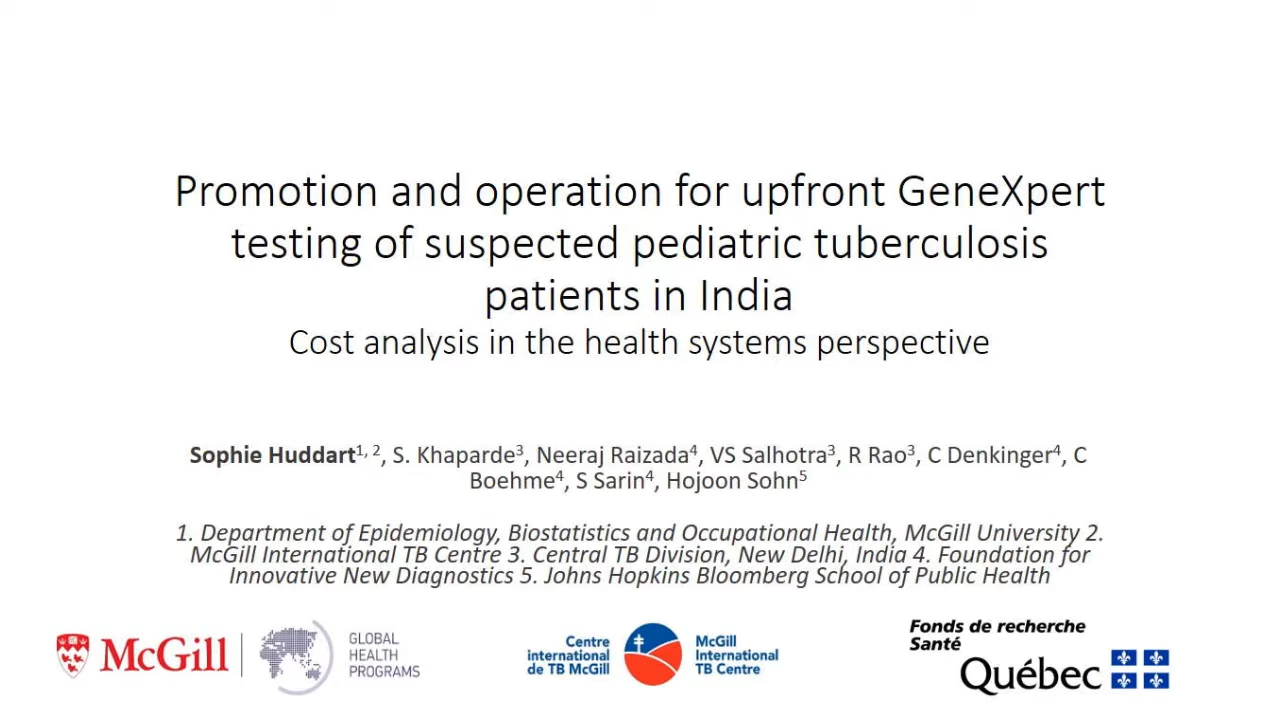 Promotion and operation for upfront GeneXpert
testing of suspected pediatric tuberculosis
patients in India
Cost analysis in the health systems perspective
Sophie Huddart1, 2, S. Khaparde3, Neeraj Raizada4, VS Salhotra3, R Rao3, C Denkinger4, C
Boehme4, S Sarin4, Hojoon Sohn5
1. Department of Epidemiology, Biostatistics and Occupational Health, McGill University 2.
McGill International TB Centre 3. Central TB Division, New Delhi, India 4. Foundation for
Innovative New Diagnostics 5. Johns Hopkins Bloomberg School of Public Health
McGill
GLOBAL
HEALTH
PROGRAMS
Centre
international
de TB McGill
McGill
International
TB Centre
Fonds de recherche
Santé
Québec